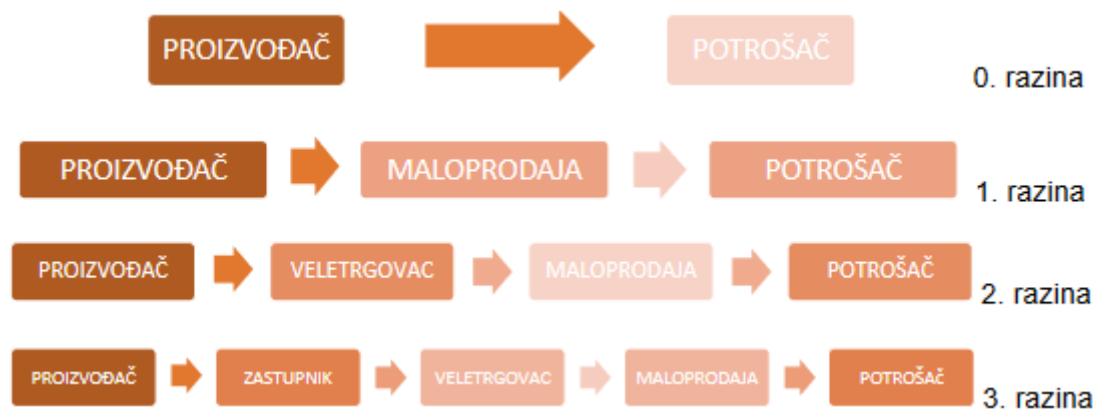 PROIZVOĐAČ POTROŠAČ 0. razina
PROIZVOĐAČ MALOPRODAJA POTROŠAČ 1. razina
PROIZVOĐAČ VELETRGOVAC MALOPRODAJA POTROŠAČ 2. razina
PROIZVOĐAČ ZASTUPNIK VELETRGOVAC MALOPRODAJA POTROŠAč 3. razina